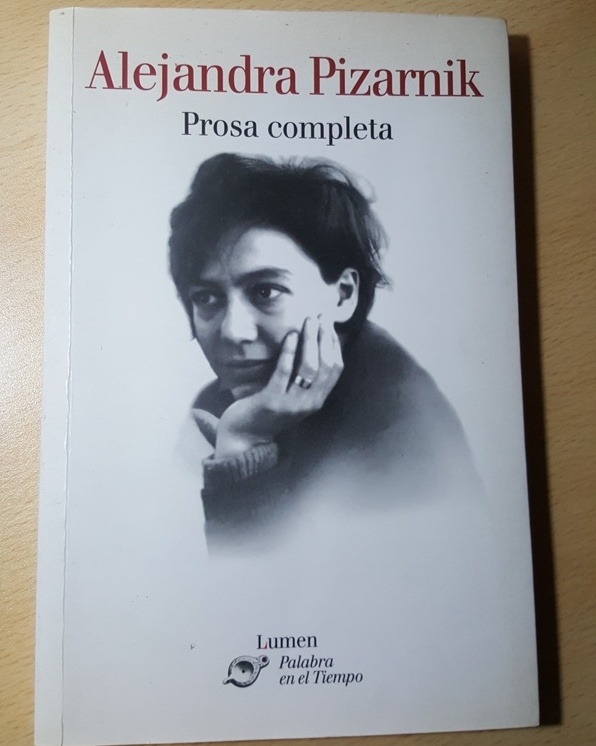 Alejandra Pizarnik
Prosa completa
Lumen
Palabra
en el Tiempo